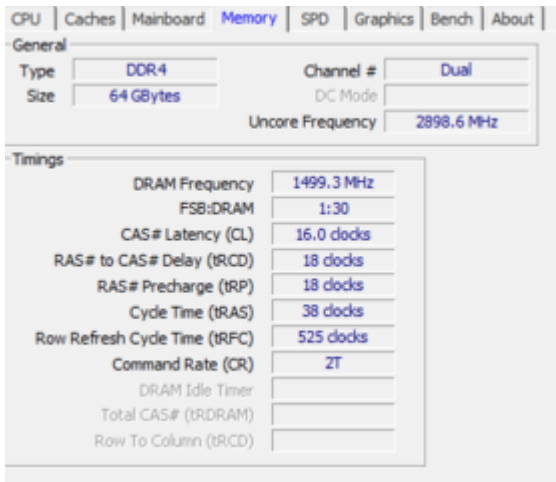 CPU Caches Mainboard Memory SPD Graphics Bench About
General
Type DDR4 Channel # Dual
Size 64 GBytes DC Mode
Uncore Frequency 2898.6 MHz
Timings
DRAM Frequency 1499.3 MHz
FSB:DRAM 1:30
CAS# Latency (CL) 16.0 clocks
RAS# to CAS# Delay (tRCD) 18 clocks
RAS# Precharge (tRP) 18 clocks
Cycle Time (tRAS) 38 clocks
Row Refresh Cycle Time (tRFC) 525 clocks
Command Rate (CR) 2T
DRAM Idle Timer
Total CAS# (tRDRAM)
Row To Column (tRCD)